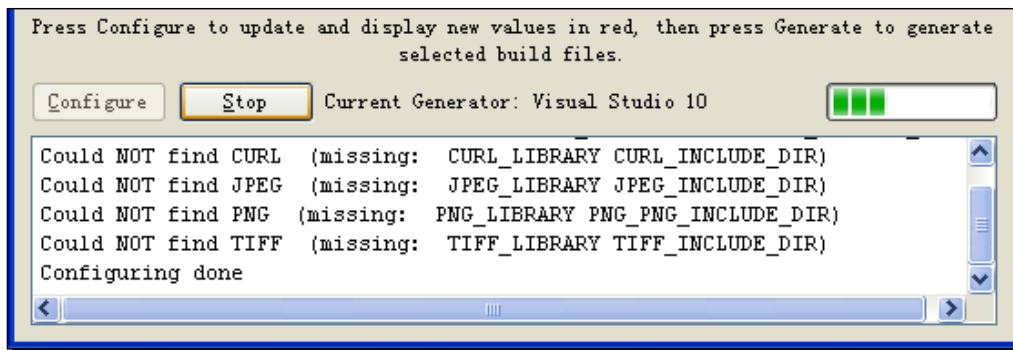 Press Configure to update and display new values in red, then press Generate to generate
selected build files.
Configure Stop Current Generator: Visual Studio 10
Could NOT find CURL (missing: CURL_LIBRARY CURL_INCLUDE_DIR)
Could NOT find JPEG (missing: JPEG_LIBRARY JPEG_INCLUDE_DIR)
Could NOT find PNG (missing: PNG_LIBRARY PNG_PNG_INCLUDE_DIR)
Could NOT find TIFF (missing: TIFF_LIBRARY TIFF_INCLUDE_DIR)
Configuring done